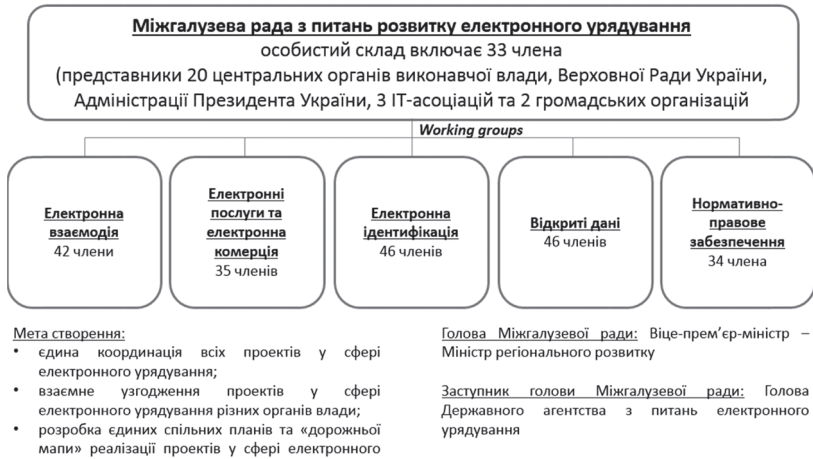 Міжгалузева рада з питань розвитку електронного урядування
особистий склад включає 33 члена
(представники 20 центральних органів виконавчої влади, Верховної Ради України,
Адміністрації Президента України, 3 ІТ-асоціацій та 2 громадських організацій
Working groups
Електронна
взаємодія
42 члени
Електронні
послуги та
електронна
комерція
35 членів
Електронна
ідентифікація
46 членів
Відкриті дані
46 членів
Нормативно-
правове
забезпечення
34 члена
Мета створення:
• єдина координація всіх проектів у сфері
електронного урядування;
• взаємне узгодження проектів у сфері
електронного урядування різних органів влади;
• розробка єдиних спільних планів та «дорожньої
мапи» реалізації проектів у сфері електронного
Голова Міжгалузевої ради: Віце-прем’єр-міністр –
Міністр регіонального розвитку
Заступник голови Міжгалузевої ради: Голова
Державного агентства з питань електронного
урядування